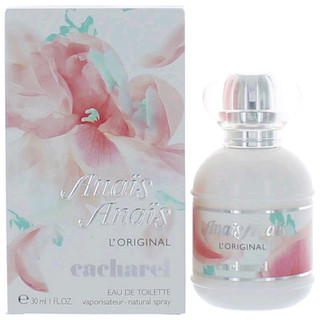 Anaïs
Anaïs
L'ORIGINAL
cacharel
EAU DE TOILETTE
vaporisateur-natural spray
e 30 ml 1 FL.OZ.
Anaïs Anaïs
L'ORIGINAL
cacharel